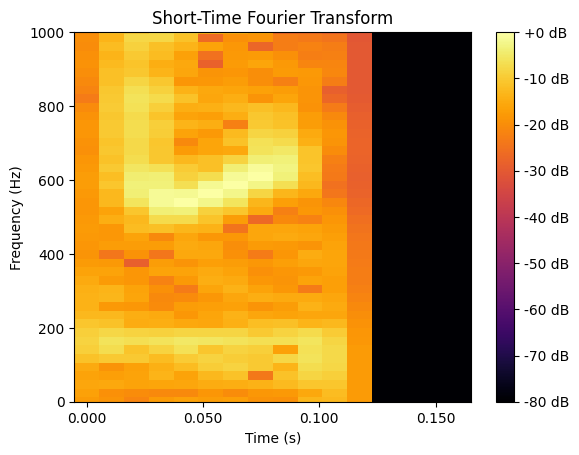 Short-Time Fourier Transform
1000
800
600
400
200
0
Frequency (Hz)
0.000
0.050
0.100
0.150
Time (s)
+0 dB
-10 dB
-20 dB
-30 dB
-40 dB
-50 dB
-60 dB
-70 dB
-80 dB